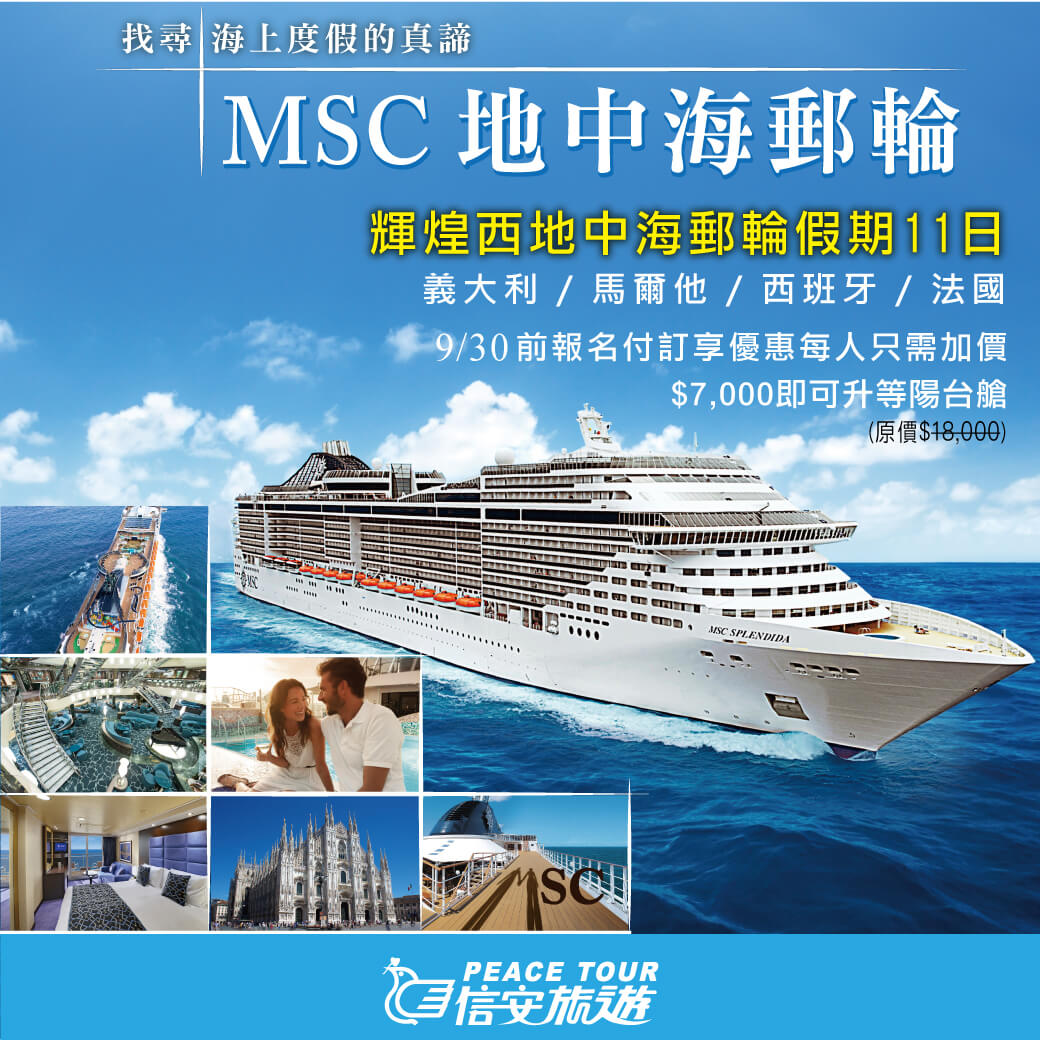 找尋 海上度假的真諦
MSC 地中海郵輪
輝煌西地中海郵輪假期11日
義大利 / 馬爾他 / 西班牙 / 法國
9/30前報名付訂享優惠每人只需加價
$7,000即可升等陽台艙
(原價$18,000)
MSC
MSC SPLENDIDA
MSC
PEACE TOUR
信安旅遊